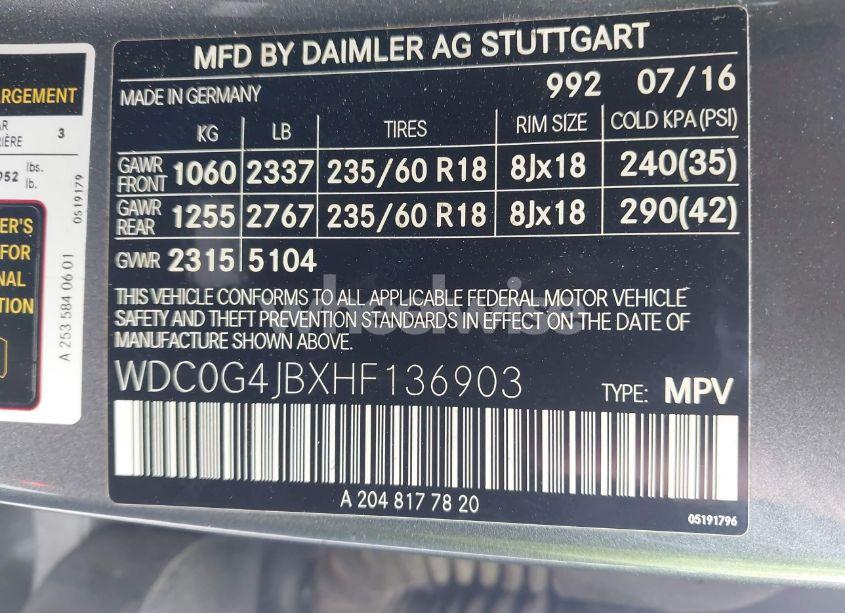 MFD BY DAIMLER AG STUTTGART
MADE IN GERMANY 992 07/16
KG LB TIRES RIM SIZE COLD KPA (PSI)
GAWR FRONT 1060 2337 235/60 R18 8Jx18 240(35)
GAWR REAR 1255 2767 235/60 R18 8Jx18 290(42)
GVWR 2315 5104
THIS VEHICLE CONFORMS TO ALL APPLICABLE FEDERAL MOTOR VEHICLE
SAFETY AND THEFT PREVENTION STANDARDS IN EFFECT ON THE DATE OF
MANUFACTURE SHOWN ABOVE.
WDC0G4JBXHF136903 TYPE: MPV
A 204 817 78 20
05191796
wheelwise
ARGEMENT
3
lbs.
952 lb.
0519179
ER'S
FOR
NAL
TION
A 253 584 06 01